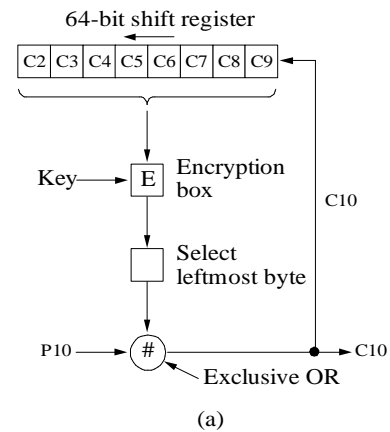 64-bit shift register
C2 C3 C4 C5 C6 C7 C8 C9
Key
E
Encryption
box
C10
Select
leftmost byte
P10
#
C10
Exclusive OR
(a)